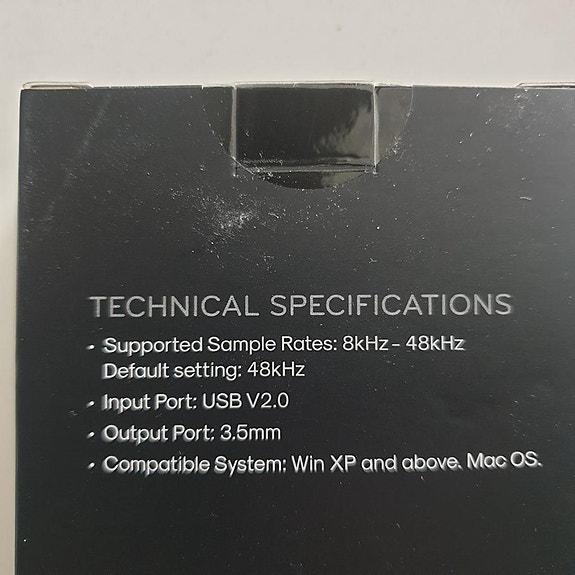 TECHNICAL SPECIFICATIONS
• Supported Sample Rates: 8kHz – 48kHz
Default setting: 48kHz
• Input Port: USB V2.0
• Output Port: 3.5mm
• Compatible System: Win XP and above. Mac OS.